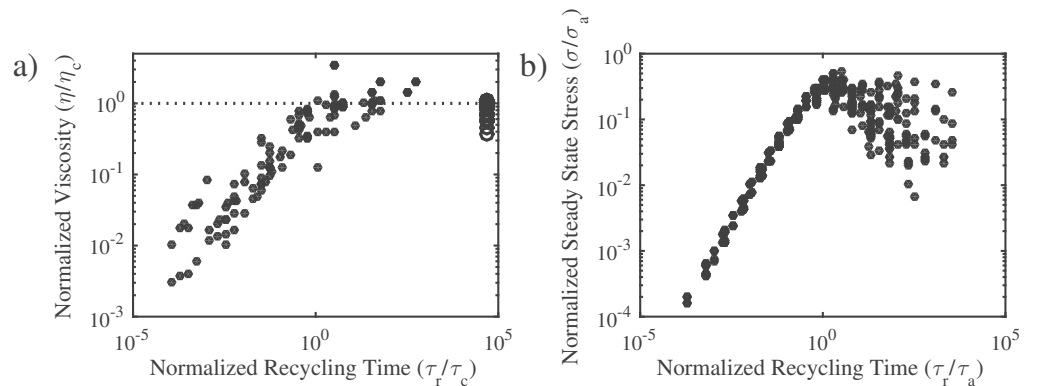 a)
Normalized Viscosity (η/η_c)
10^0
10^-1
10^-2
10^-3
10^-5
10^0
10^5
Normalized Recycling Time (τ_r/τ_c)
b)
Normalized Steady State Stress (σ/σ_a)
10^0
10^-1
10^-2
10^-3
10^-4
10^-5
10^0
10^5
Normalized Recycling Time (τ_r/τ_a)